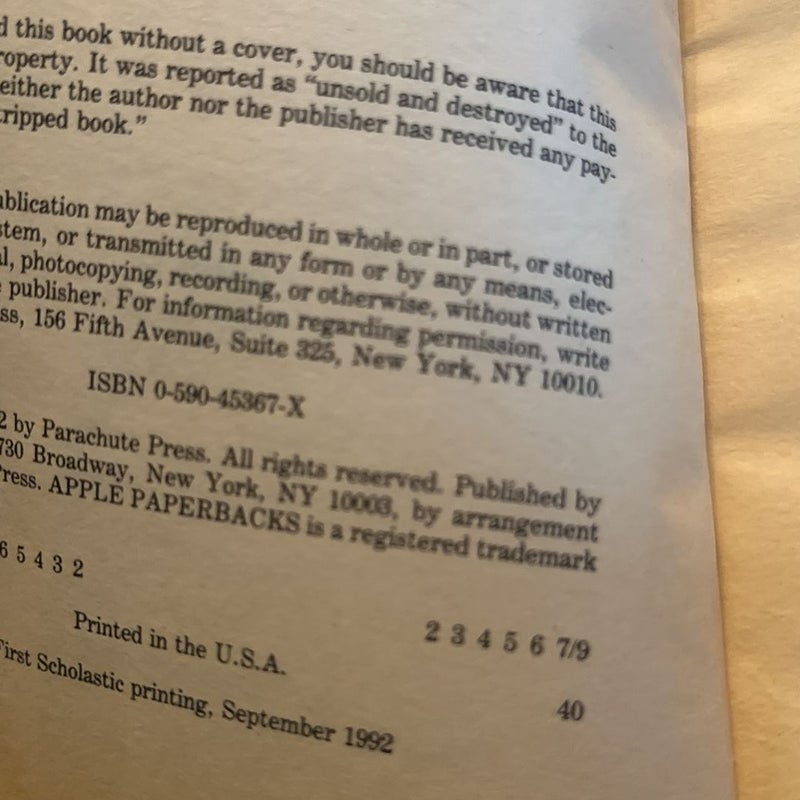 d this book without a cover, you should be aware that this
roperty. It was reported as “unsold and destroyed” to the
either the author nor the publisher has received any pay-
ripped book.”
ublication may be reproduced in whole or in part, or stored
stem, or transmitted in any form or by any means, elec-
l, photocopying, recording, or otherwise, without written
e publisher. For information regarding permission, write
ss, 156 Fifth Avenue, Suite 325, New York, NY 10010.
ISBN 0-590-45367-X
2 by Parachute Press. All rights reserved. Published by
730 Broadway, New York, NY 10003, by arrangement
Press. APPLE PAPERBACKS is a registered trademark
6 5 4 3 2 2 3 4 5 6 7/9
Printed in the U.S.A. 40
First Scholastic printing, September 1992